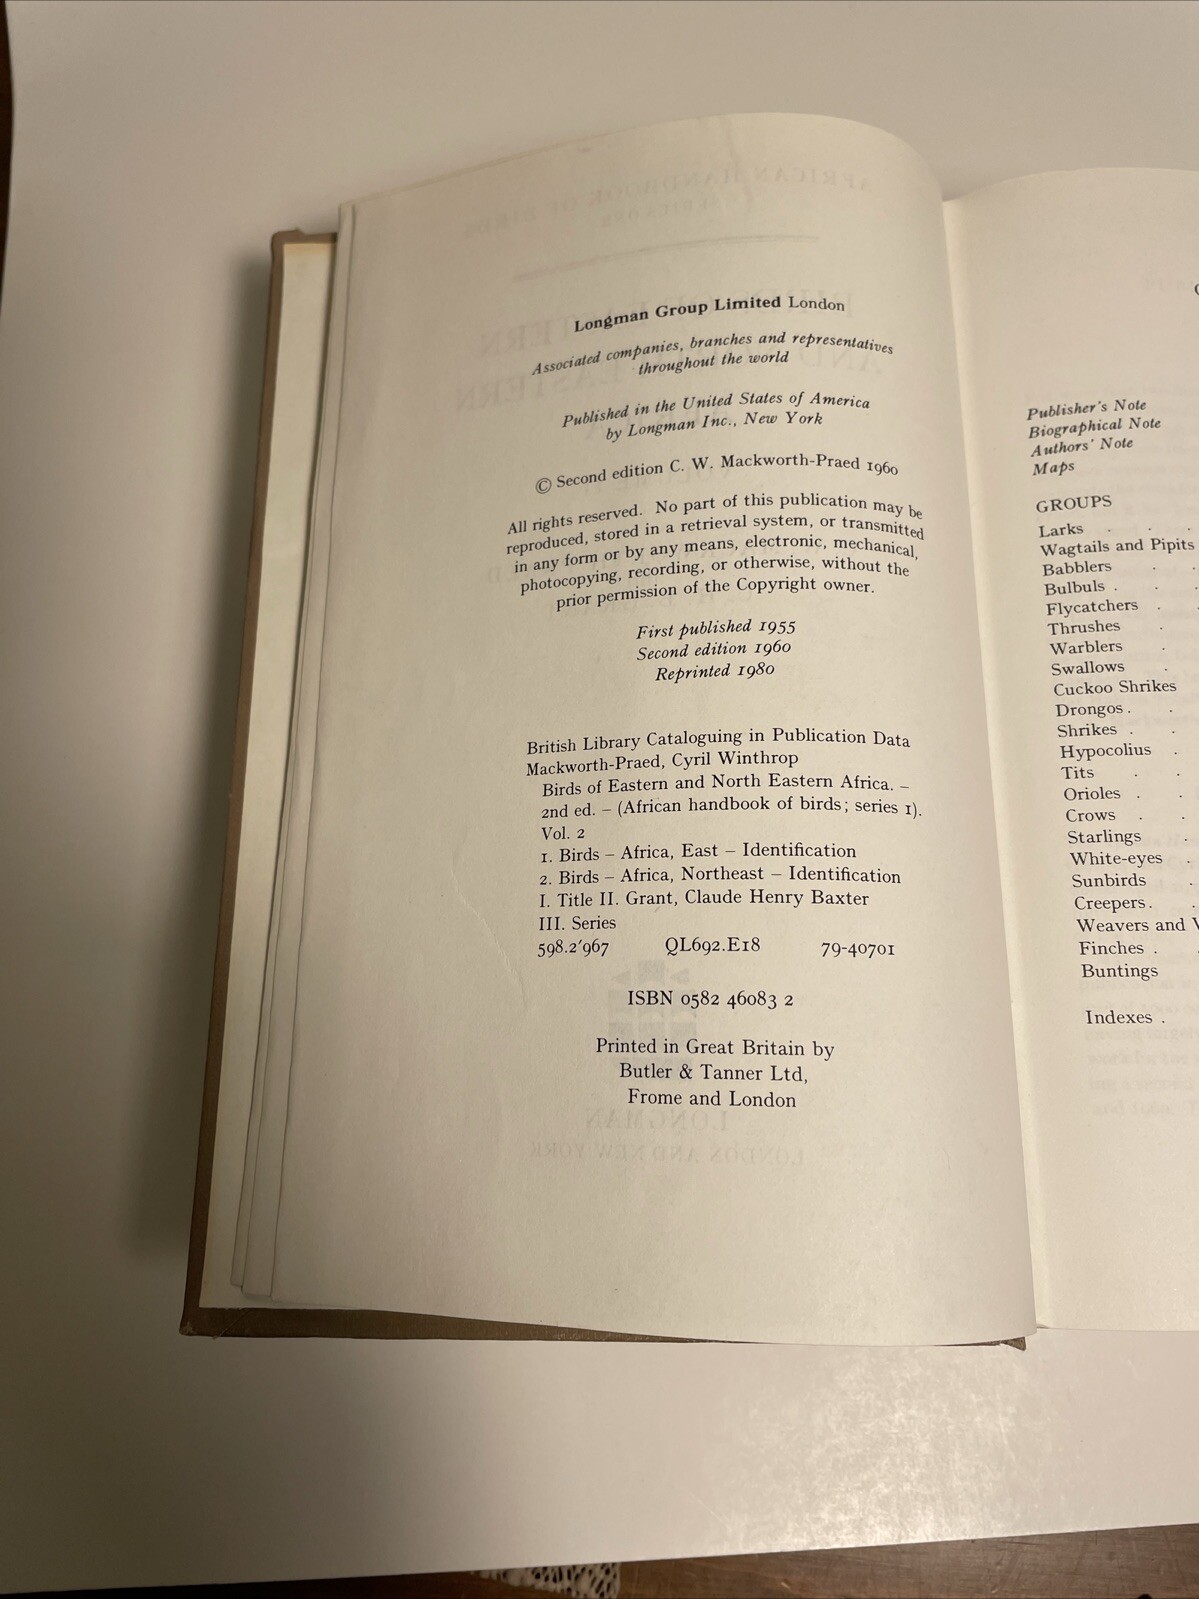 Longman Group Limited London
Associated companies, branches and representatives
throughout the world
Published in the United States of America
by Longman Inc., New York
© Second edition C. W. Mackworth-Praed 1960
All rights reserved. No part of this publication may be
reproduced, stored in a retrieval system, or transmitted
in any form or by any means, electronic, mechanical,
photocopying, recording, or otherwise, without the
prior permission of the Copyright owner.
First published 1955
Second edition 1960
Reprinted 1980
British Library Cataloguing in Publication Data
Mackworth-Praed, Cyril Winthrop
Birds of Eastern and North Eastern Africa. –
2nd ed. – (African handbook of birds; series 1).
Vol. 2
1. Birds – Africa, East – Identification
2. Birds – Africa, Northeast – Identification
I. Title II. Grant, Claude Henry Baxter
III. Series
598.2'967 QL692.E18 79-40701
ISBN 0582 46083 2
Printed in Great Britain by
Butler & Tanner Ltd,
Frome and London
Publisher's Note
Biographical Note
Authors' Note
Maps
GROUPS
Larks . . .
Wagtails and Pipits
Babblers . .
Bulbuls . . .
Flycatchers . .
Thrushes .
Warblers .
Swallows .
Cuckoo Shrikes
Drongos . .
Shrikes . .
Hypocolius .
Tits . .
Orioles . .
Crows . .
Starlings .
White-eyes .
Sunbirds .
Creepers . .
Weavers and
Finches . .
Buntings
Indexes .